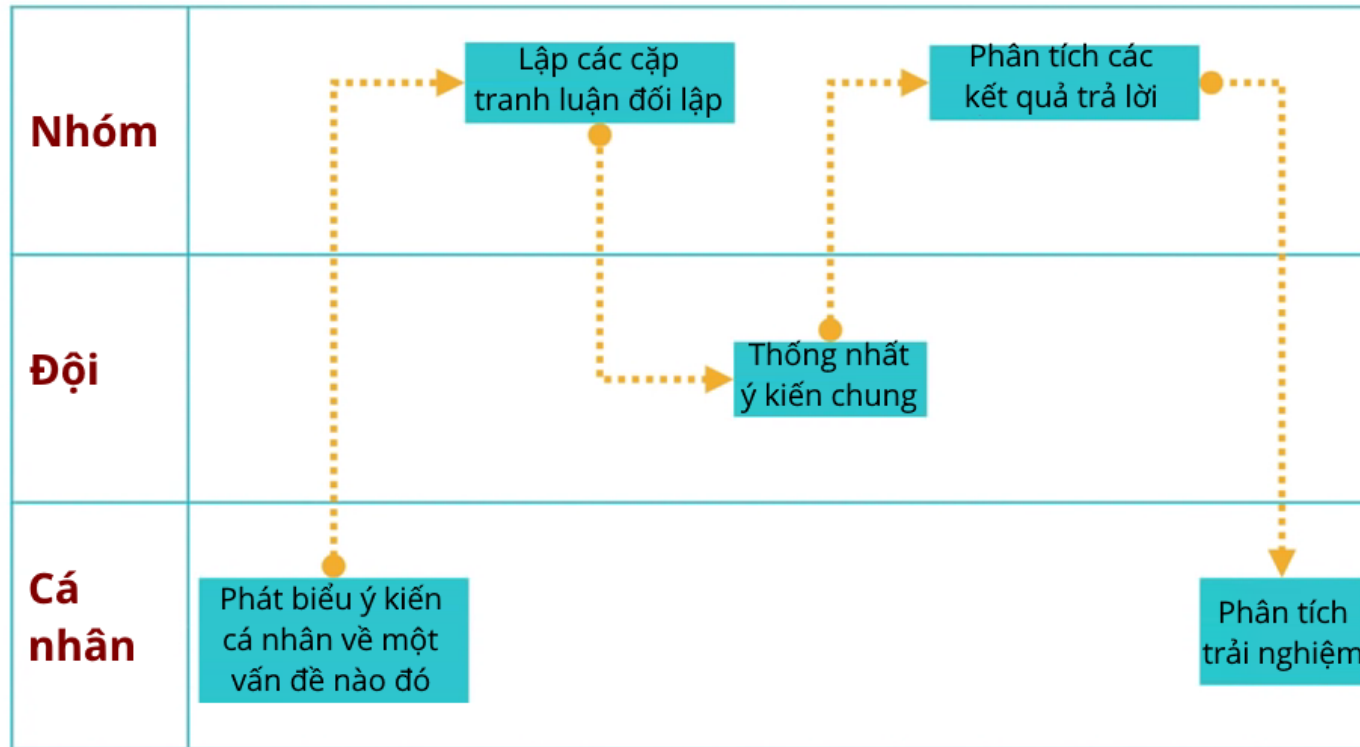 Nhóm
Lập các cặp
tranh luận đối lập
Phân tích các
kết quả trả lời
Đội
Thống nhất
ý kiến chung
Cá
nhân
Phát biểu ý kiến
cá nhân về một
vấn đề nào đó
Phân tích
trải nghiệm